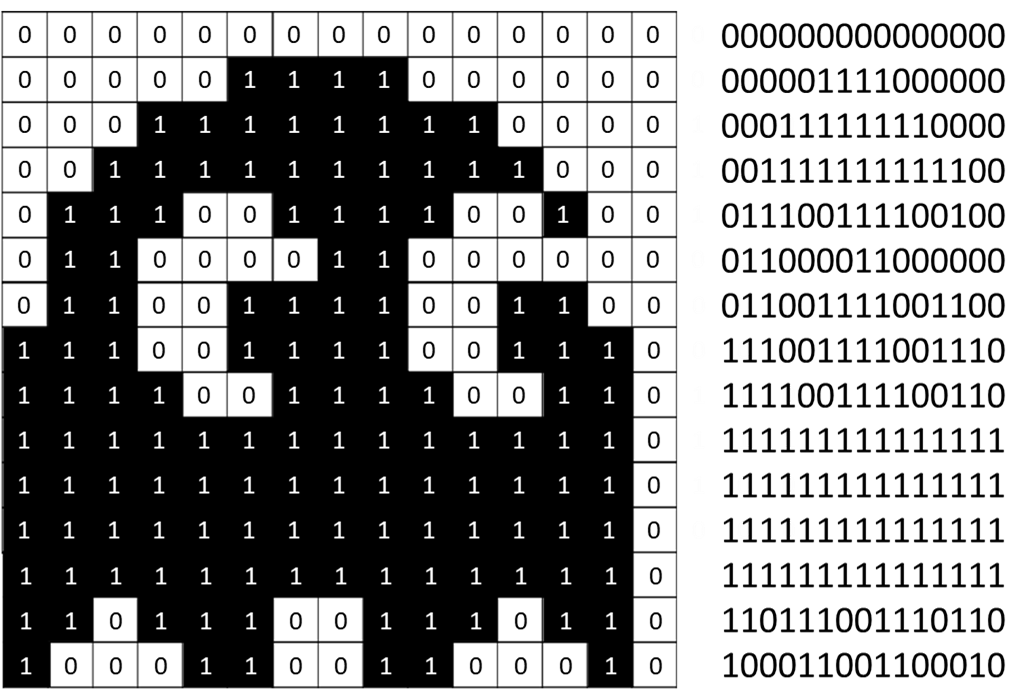 0 0 0 0 0 0 0 0 0 0 0 0 0 0 0 000000000000000
0 0 0 0 0 1 1 1 1 0 0 0 0 0 0 000001111000000
0 0 0 1 1 1 1 1 1 1 1 0 0 0 0 000111111110000
0 0 1 1 1 1 1 1 1 1 1 1 0 0 0 001111111111100
0 1 1 1 0 0 1 1 1 1 0 0 1 0 0 011100111100100
0 1 1 0 0 0 0 1 1 0 0 0 0 0 0 011000011000000
0 1 1 0 0 1 1 1 1 0 0 1 1 0 0 011001111001100
1 1 1 0 0 1 1 1 1 0 0 1 1 1 0 111001111001110
1 1 1 1 0 0 1 1 1 1 0 0 1 1 0 111100111100110
1 1 1 1 1 1 1 1 1 1 1 1 1 1 0 111111111111111
1 1 1 1 1 1 1 1 1 1 1 1 1 1 0 111111111111111
1 1 1 1 1 1 1 1 1 1 1 1 1 1 0 111111111111111
1 1 1 1 1 1 1 1 1 1 1 1 1 1 0 111111111111111
1 1 0 1 1 1 0 0 1 1 1 0 1 1 0 110111001110110
1 0 0 0 1 1 0 0 1 1 0 0 0 1 0 100011001100010